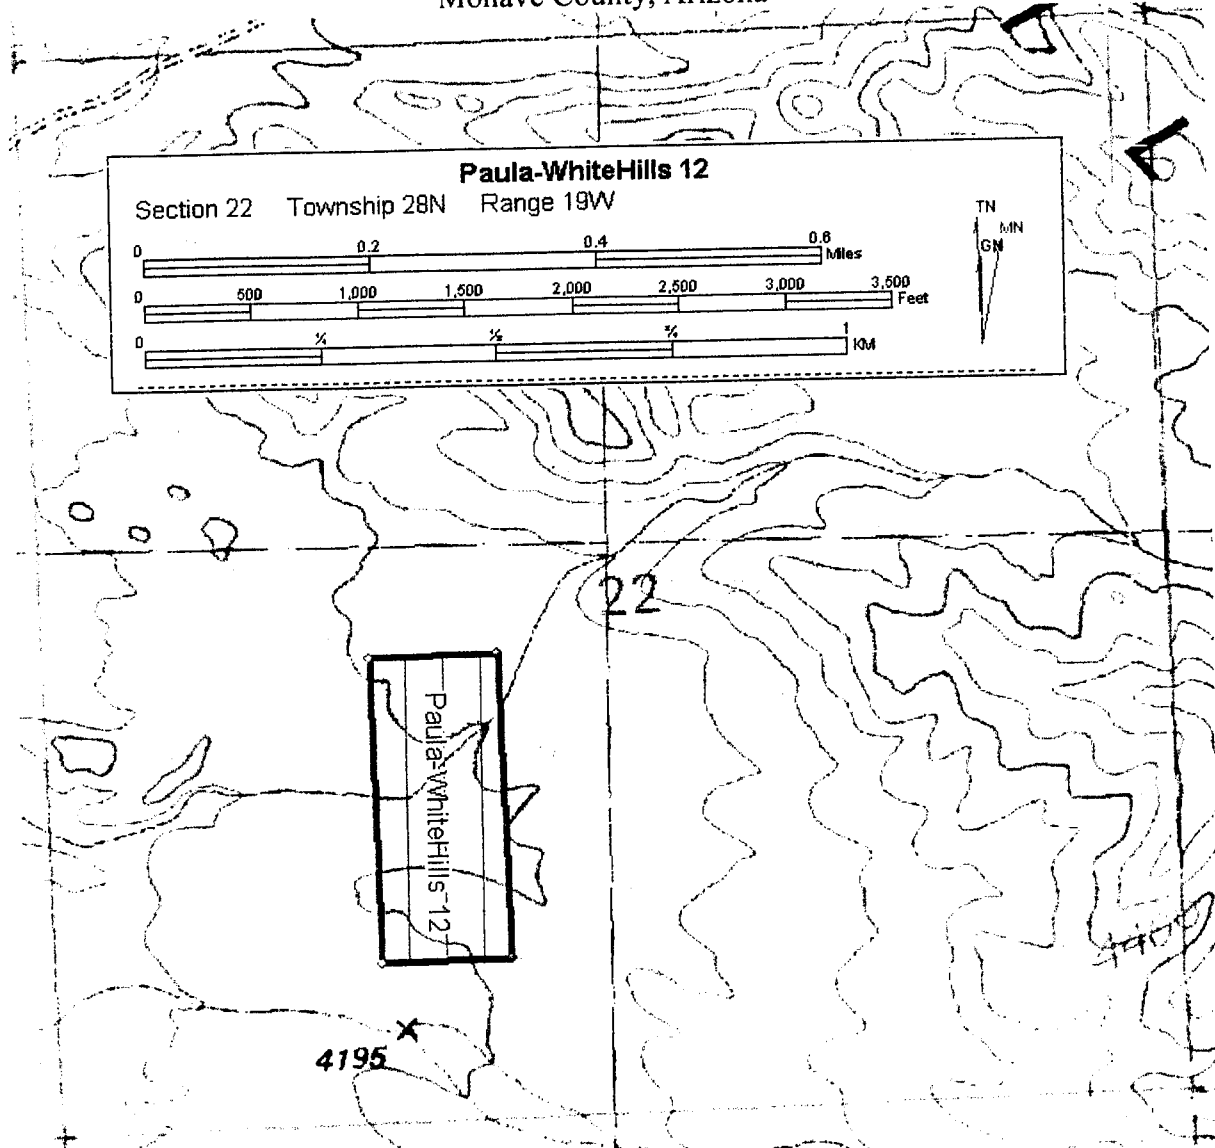 Mohave County, Arizona
Paula-WhiteHills 12
Section 22 Township 28N Range 19W
0 0.2 0.4 0.6 Miles
0 500 1,000 1,500 2,000 2,500 3,000 3,500 Feet
0 ¼ ½ ¾ 1 KM
TN
MN
GN
22
Paula-WhiteHills 12
4195